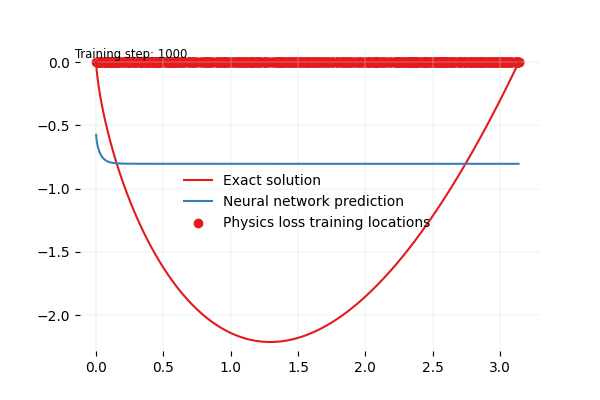 Training step: 1000
0.0
−0.5
−1.0
−1.5
−2.0
Exact solution
Neural network prediction
Physics loss training locations
0.0 0.5 1.0 1.5 2.0 2.5 3.0